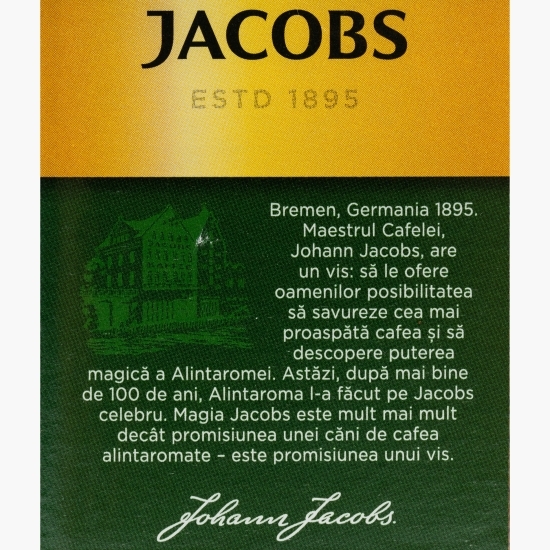 JACOBS
ESTD 1895
Bremen, Germania 1895.
Maestrul Cafelei,
Johann Jacobs, are
un vis: să le ofere
oamenilor posibilitatea
să savureze cea mai
proaspătă cafea și să
descopere puterea
magică a Alintaromei. Astăzi, după mai bine
de 100 de ani, Alintaroma l-a făcut pe Jacobs
celebru. Magia Jacobs este mult mai mult
decât promisiunea unei căni de cafea
alintaromate – este promisiunea unui vis.
Johann Jacobs.